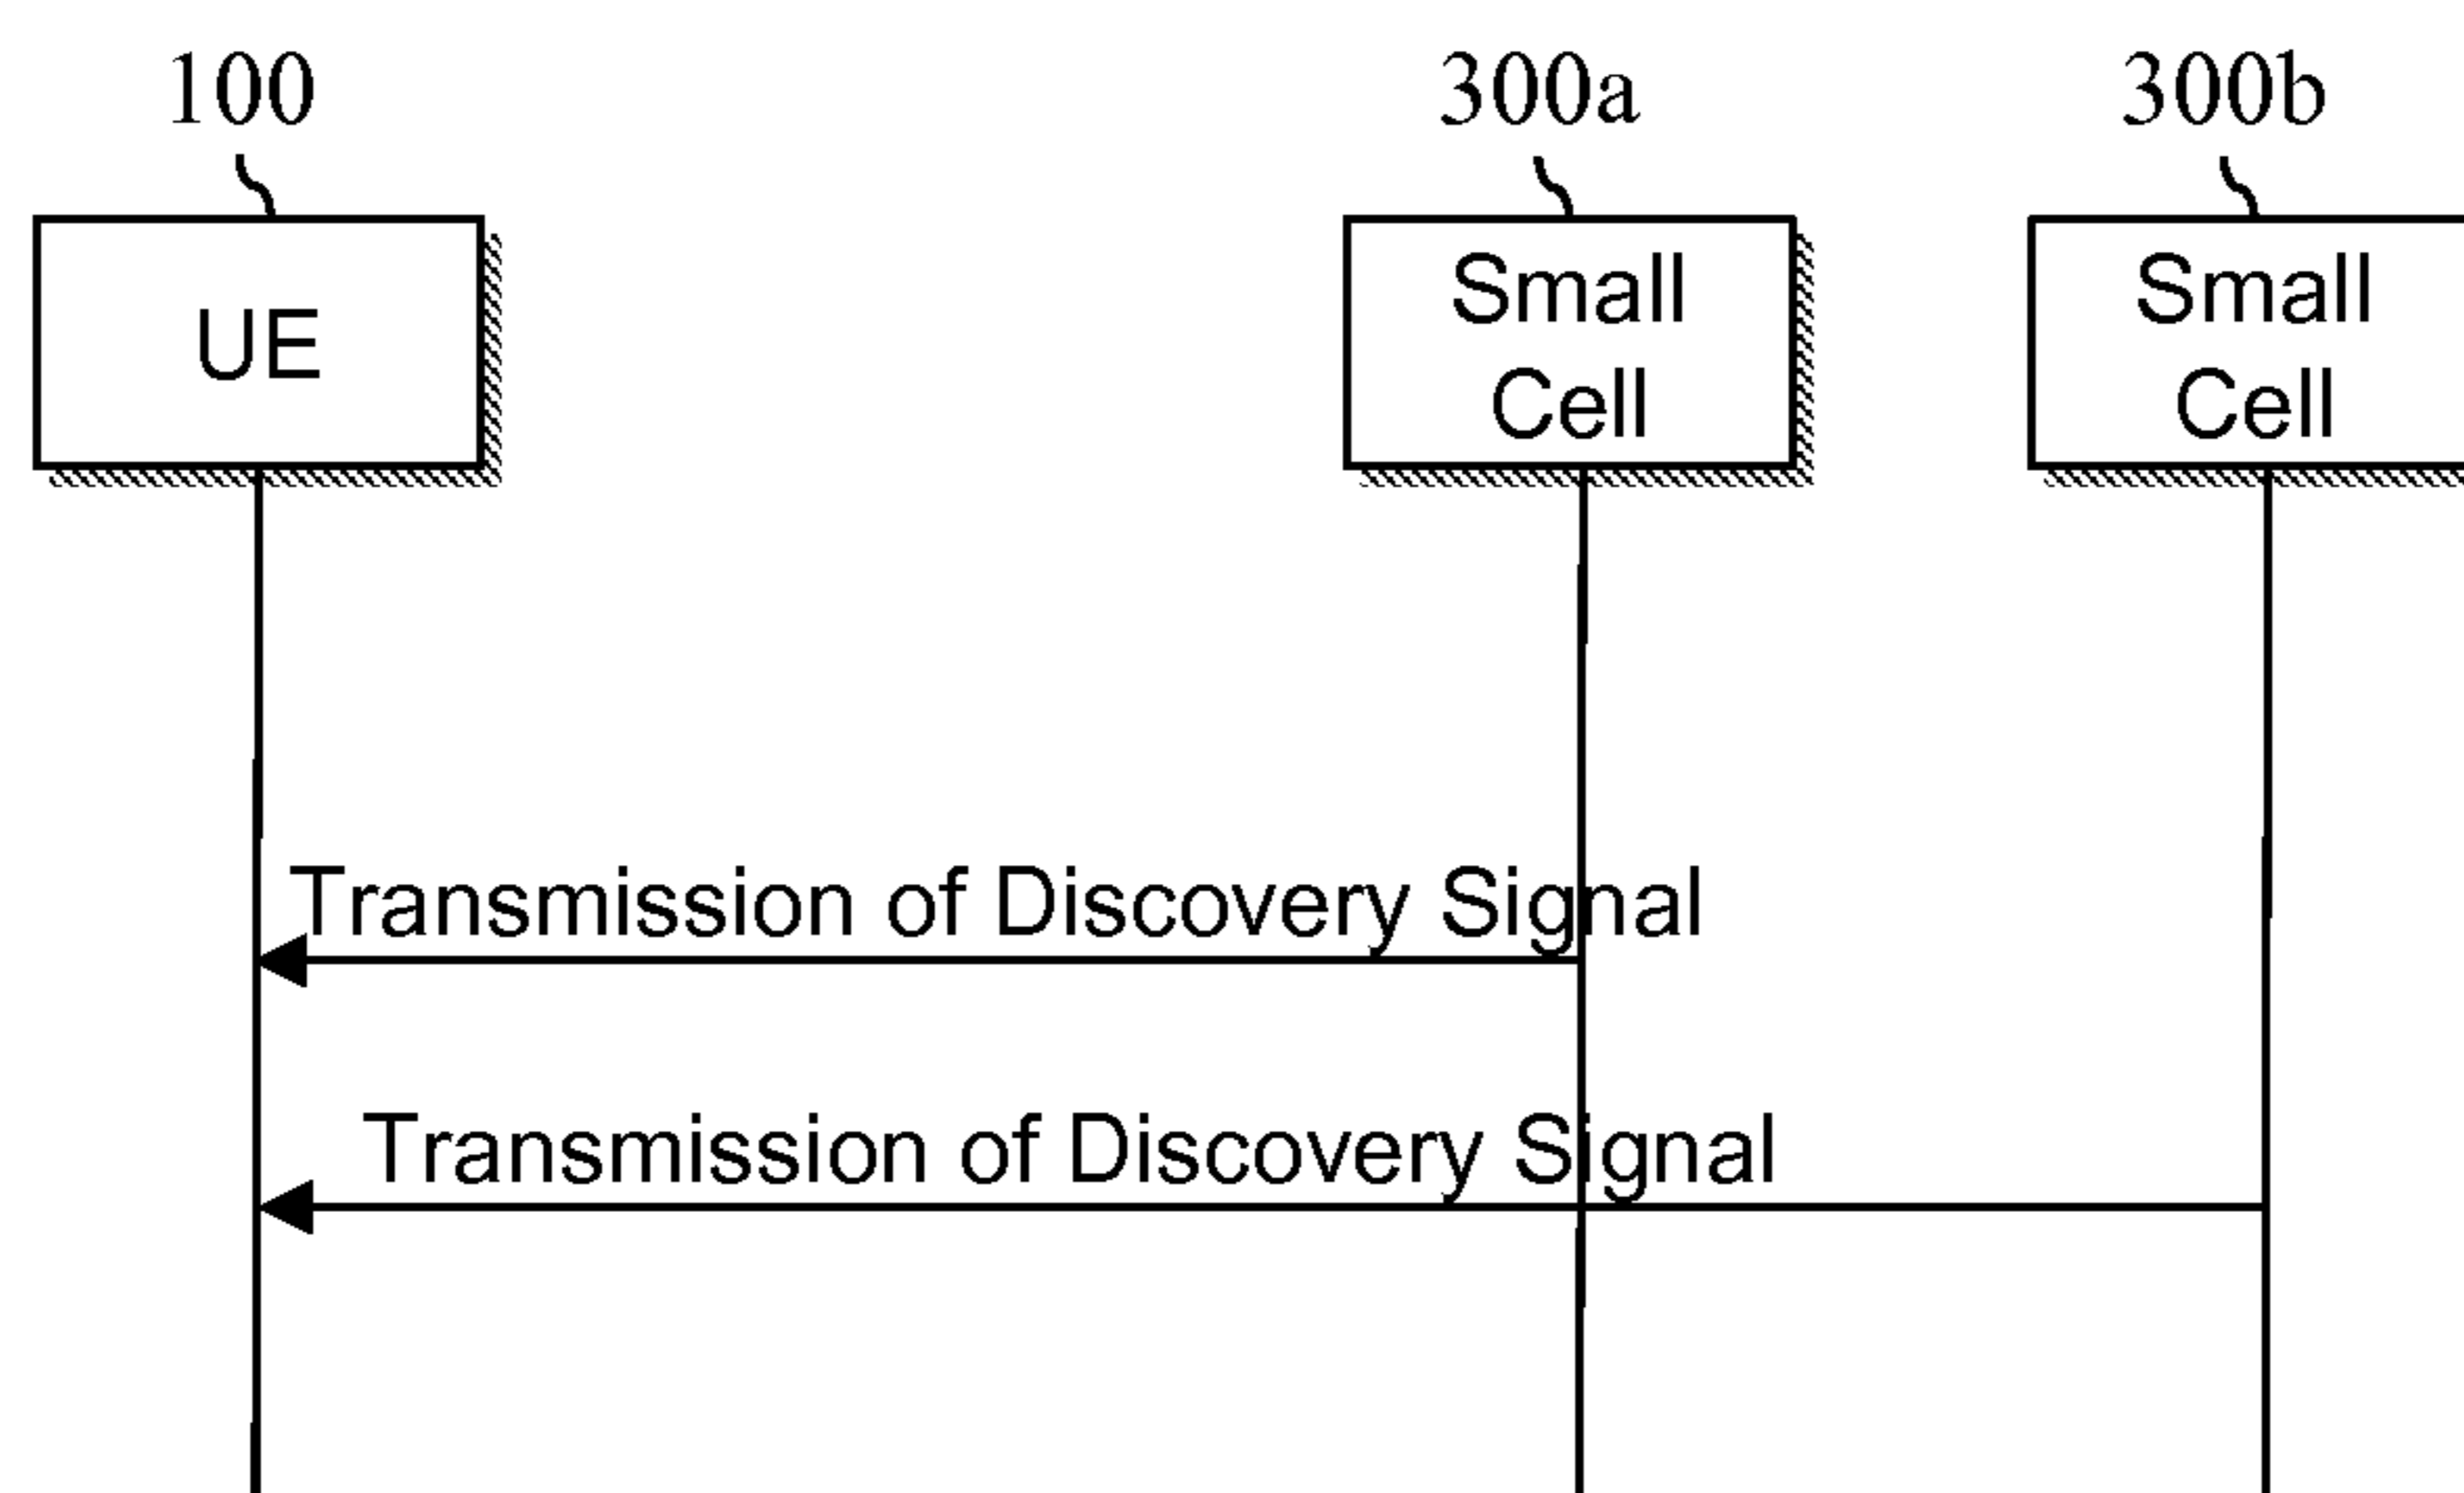 100
300a
300b
UE
Small
Cell
Small
Cell
Transmission of Discovery Signal
Transmission of Discovery Signal